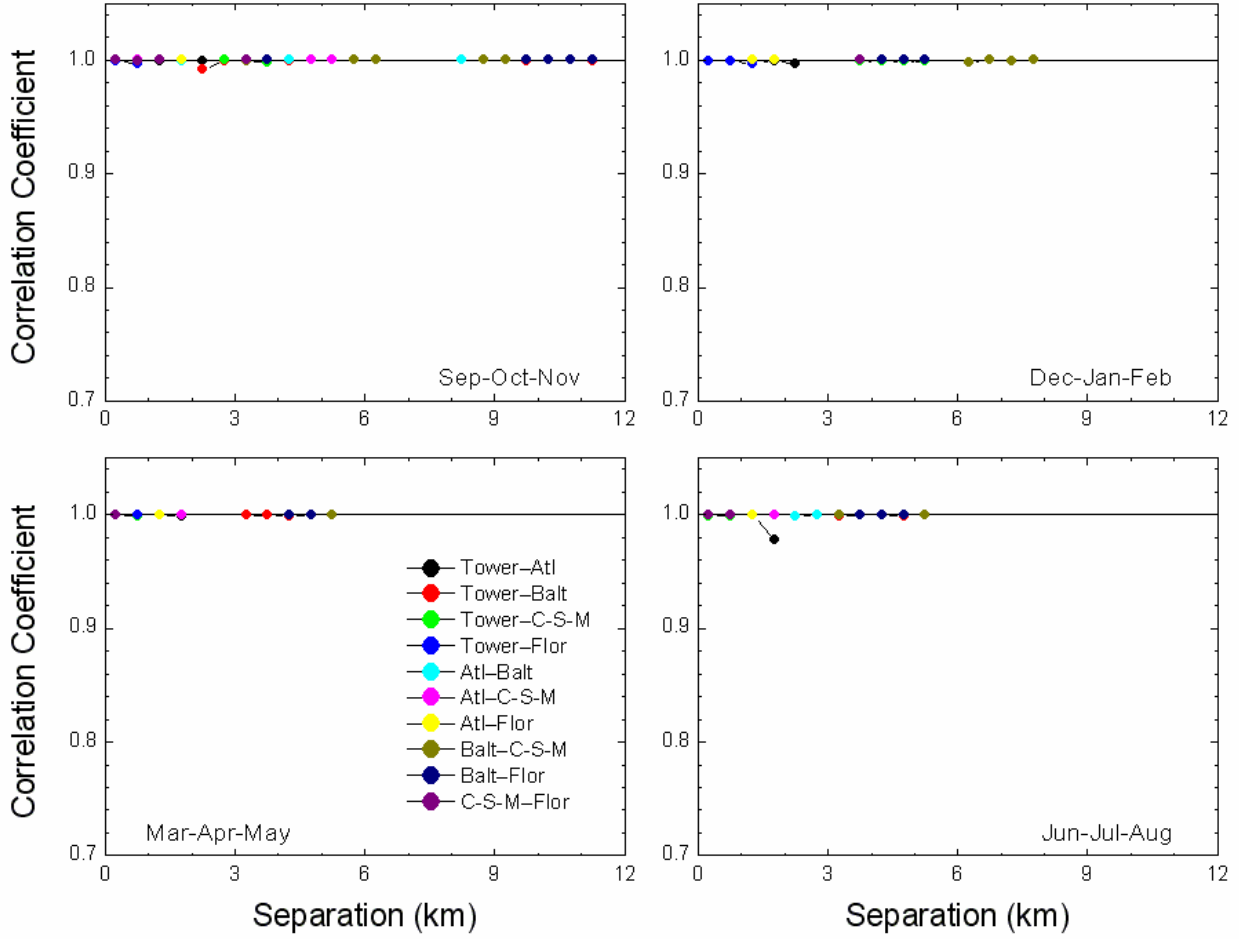 Correlation Coefficient
1.0
0.9
0.8
0.7
0
3
6
9
12
Sep-Oct-Nov
1.0
0.9
0.8
0.7
0
3
6
9
12
Dec-Jan-Feb
Correlation Coefficient
1.0
0.9
0.8
0.7
0
3
6
9
12
Tower–Atl
Tower–Balt
Tower–C-S-M
Tower–Flor
Atl–Balt
Atl–C-S-M
Atl–Flor
Balt–C-S-M
Balt–Flor
C-S-M–Flor
Mar-Apr-May
Separation (km)
1.0
0.9
0.8
0.7
0
3
6
9
12
Jun-Jul-Aug
Separation (km)